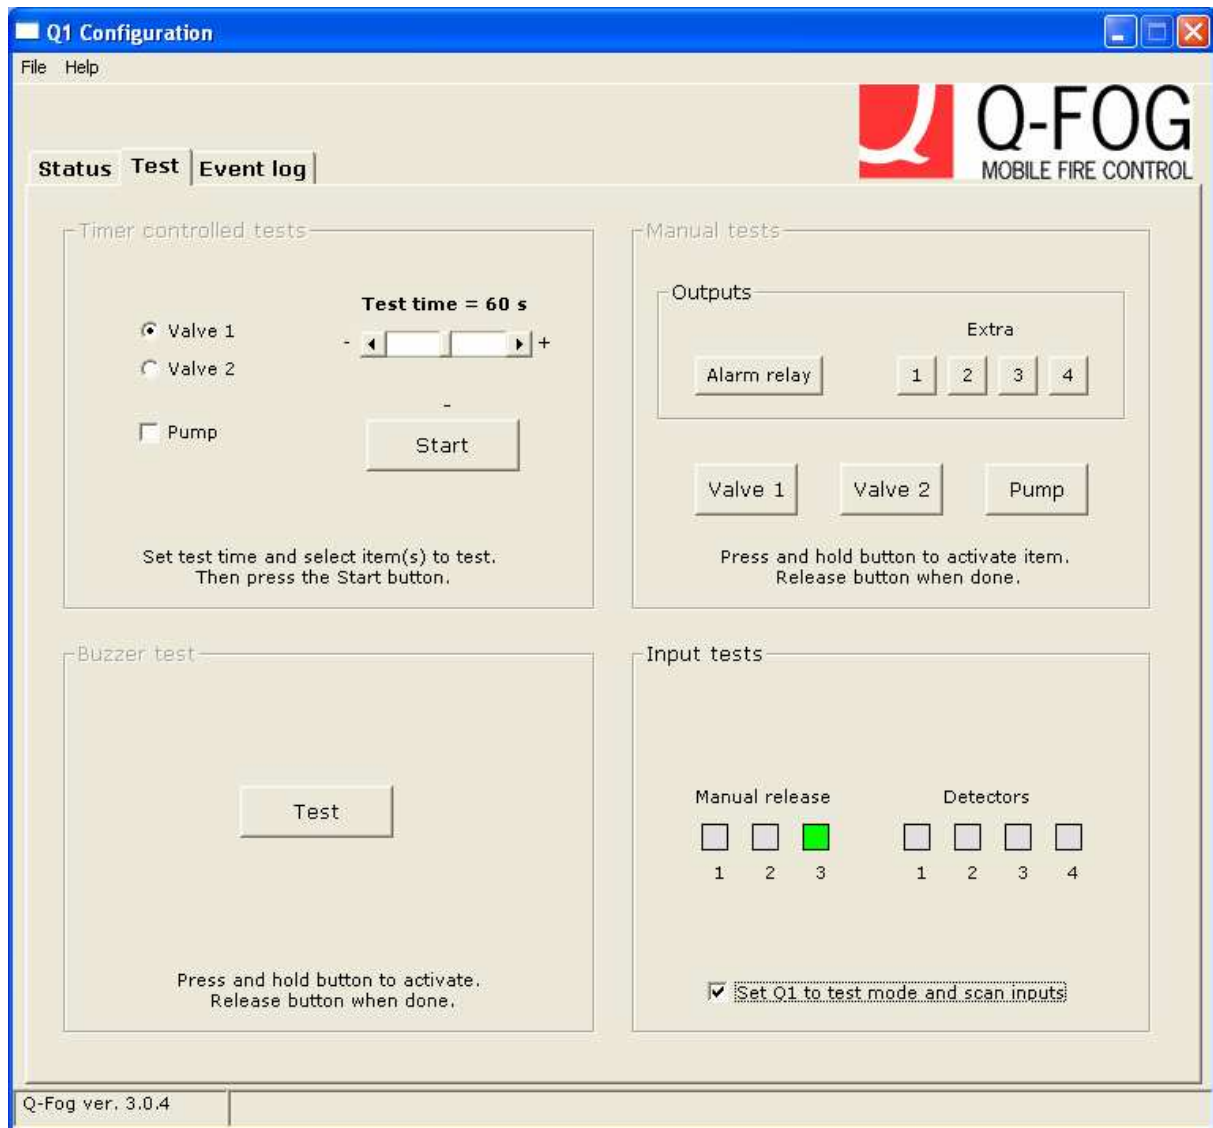 Q1 Configuration
File Help
Q-FOG
MOBILE FIRE CONTROL
Status Test Event log
Timer controlled tests
Test time = 60 s
Valve 1
- +
Valve 2
-
Pump
Start
Set test time and select item(s) to test.
Then press the Start button.
Manual tests
Outputs
Extra
Alarm relay 1 2 3 4
Valve 1 Valve 2 Pump
Press and hold button to activate item.
Release button when done.
Buzzer test
Test
Press and hold button to activate.
Release button when done.
Input tests
Manual release Detectors
1 2 3 1 2 3 4
Set Q1 to test mode and scan inputs
Q-Fog ver. 3.0.4